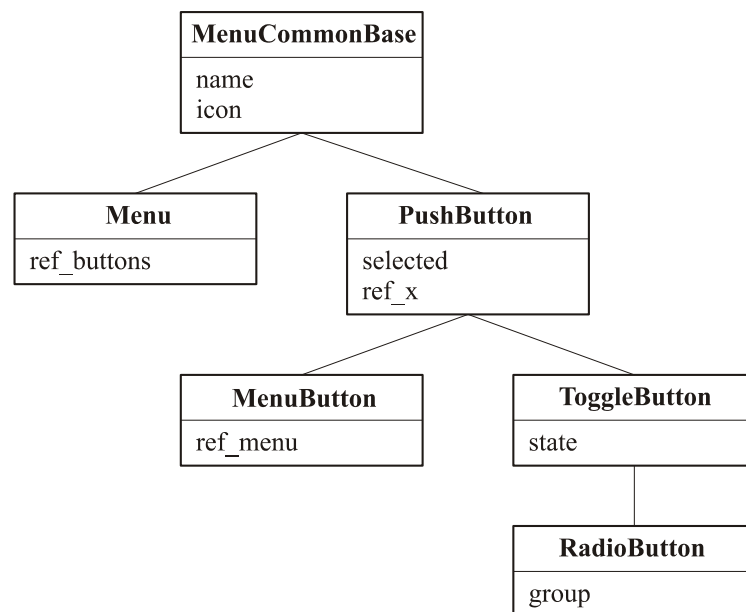 MenuCommonBase
name
icon
Menu
ref_buttons
PushButton
selected
ref_x
MenuButton
ref_menu
ToggleButton
state
RadioButton
group